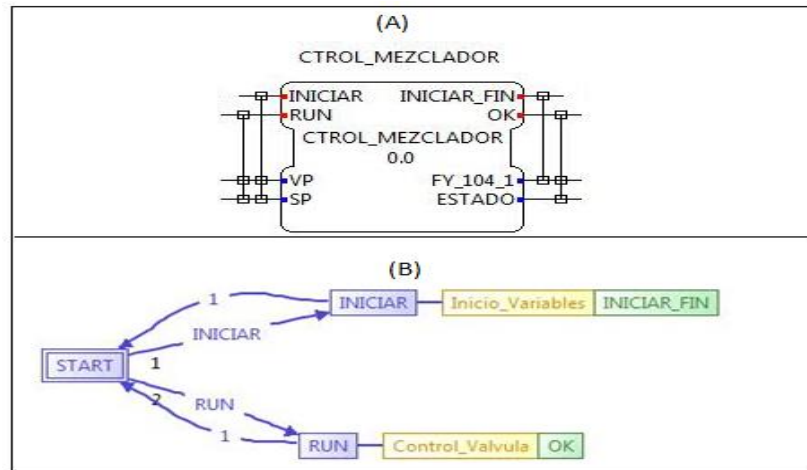 (A)
CTROL_MEZCLADOR
INICIAR INICIAR_FIN
RUN OK
CTROL_MEZCLADOR
0.0
VP FY_104_1
SP ESTADO
(B)
1 INICIAR Inicio_Variables INICIAR_FIN
INICIAR
START 1
2 RUN
1 RUN Control_Valvula OK